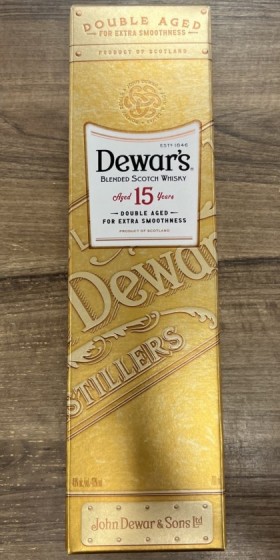 DOUBLE AGED
FOR EXTRA SMOOTHNESS
PRODUCT OF SCOTLAND
ESTD 1846
Dewar's®
BLENDED SCOTCH WHISKY
Aged 15 Years
DOUBLE AGED
FOR EXTRA SMOOTHNESS
PRODUCT OF SCOTLAND
Dewar
STILLERS
John Dewar & Sons Ltd